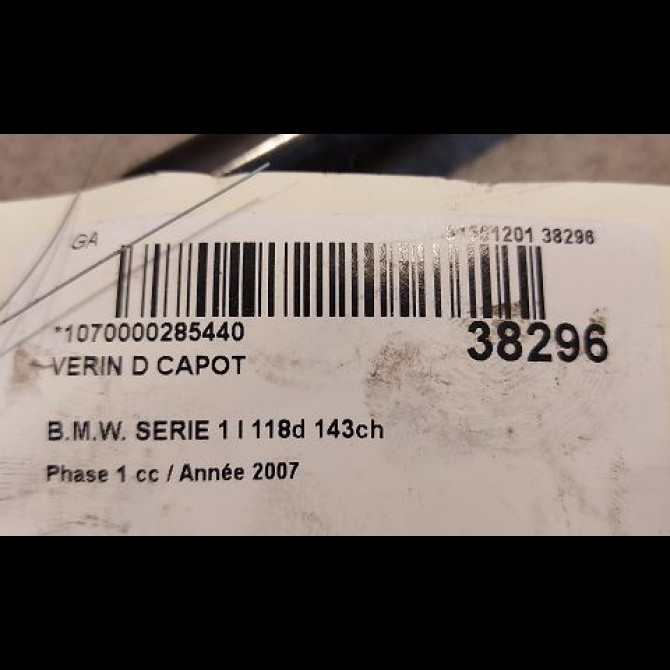 GA 38296
*1070000285440 38296
VERIN D CAPOT
B.M.W. SERIE 1 I 118d 143ch
Phase 1 cc / Année 2007